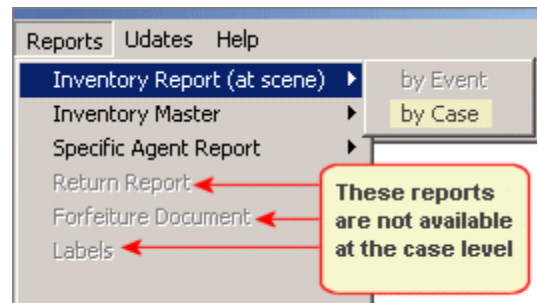 Reports Udates Help
Inventory Report (at scene)
by Event
Inventory Master
by Case
Specific Agent Report
Return Report
Forfeiture Document
Labels
These reports
are not available
at the case level